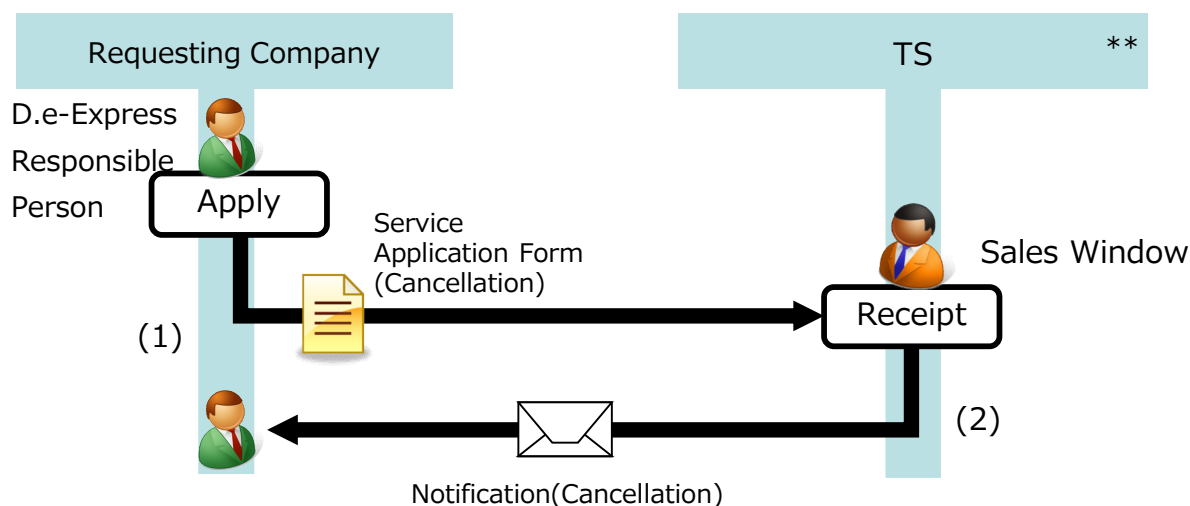 Requesting Company
TS
**
D.e-Express
Responsible
Person
Apply
Service
Application Form
(Cancellation)
Sales Window
Receipt
(1)
(2)
Notification(Cancellation)